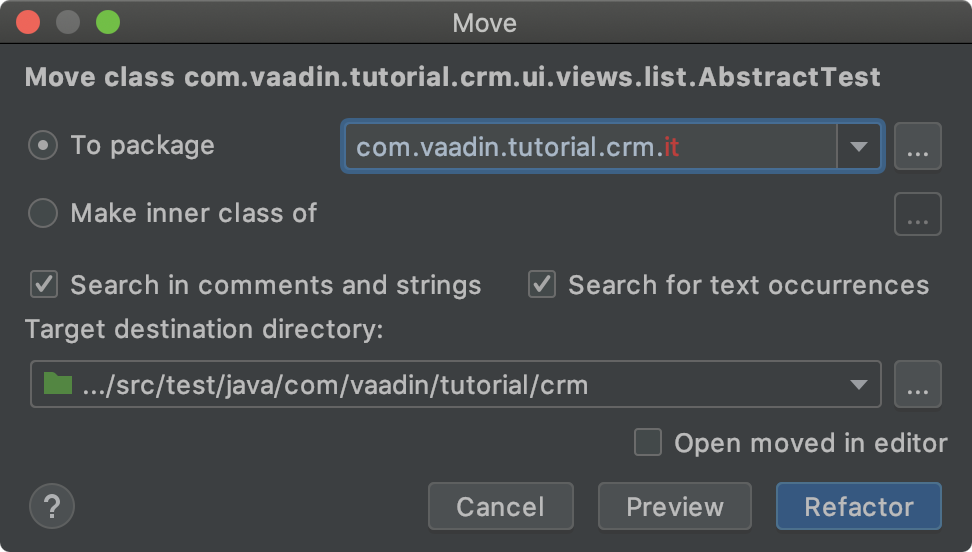 Move
Move class com.vaadin.tutorial.crm.ui.views.list.AbstractTest
To package com.vaadin.tutorial.crm.it ...
Make inner class of ...
Search in comments and strings Search for text occurrences
Target destination directory:
.../src/test/java/com/vaadin/tutorial/crm ...
Open moved in editor
? Cancel Preview Refactor